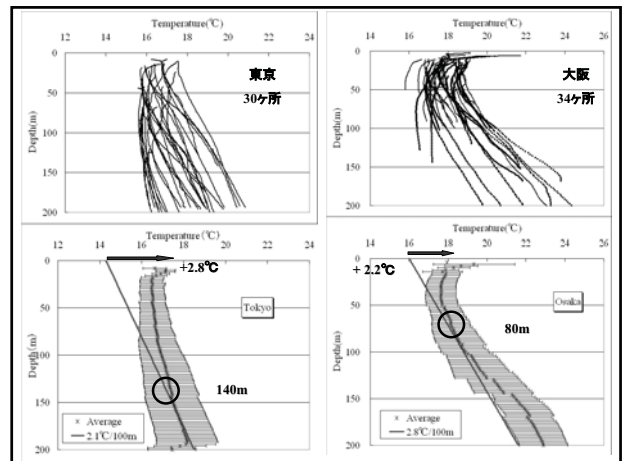 Temperature(℃)
12 14 16 18 20 22
0
50
100
150
200
Depth(m)
東京
30ヶ所
Temperature(℃)
14 16 18 20 22 24 26
0
50
100
150
200
Depth(m)
大阪
34ヶ所
Temperature(℃)
12 14 16 18 20 22
0
50
100
150
200
Depth(m)
+2.8℃
Tokyo
140m
Average
2.1℃/100m
Temperature(℃)
14 16 18 20 22 24 26
0
50
100
150
200
Depth(m)
+ 2.2℃
Osaka
80m
Average
2.8℃/100m